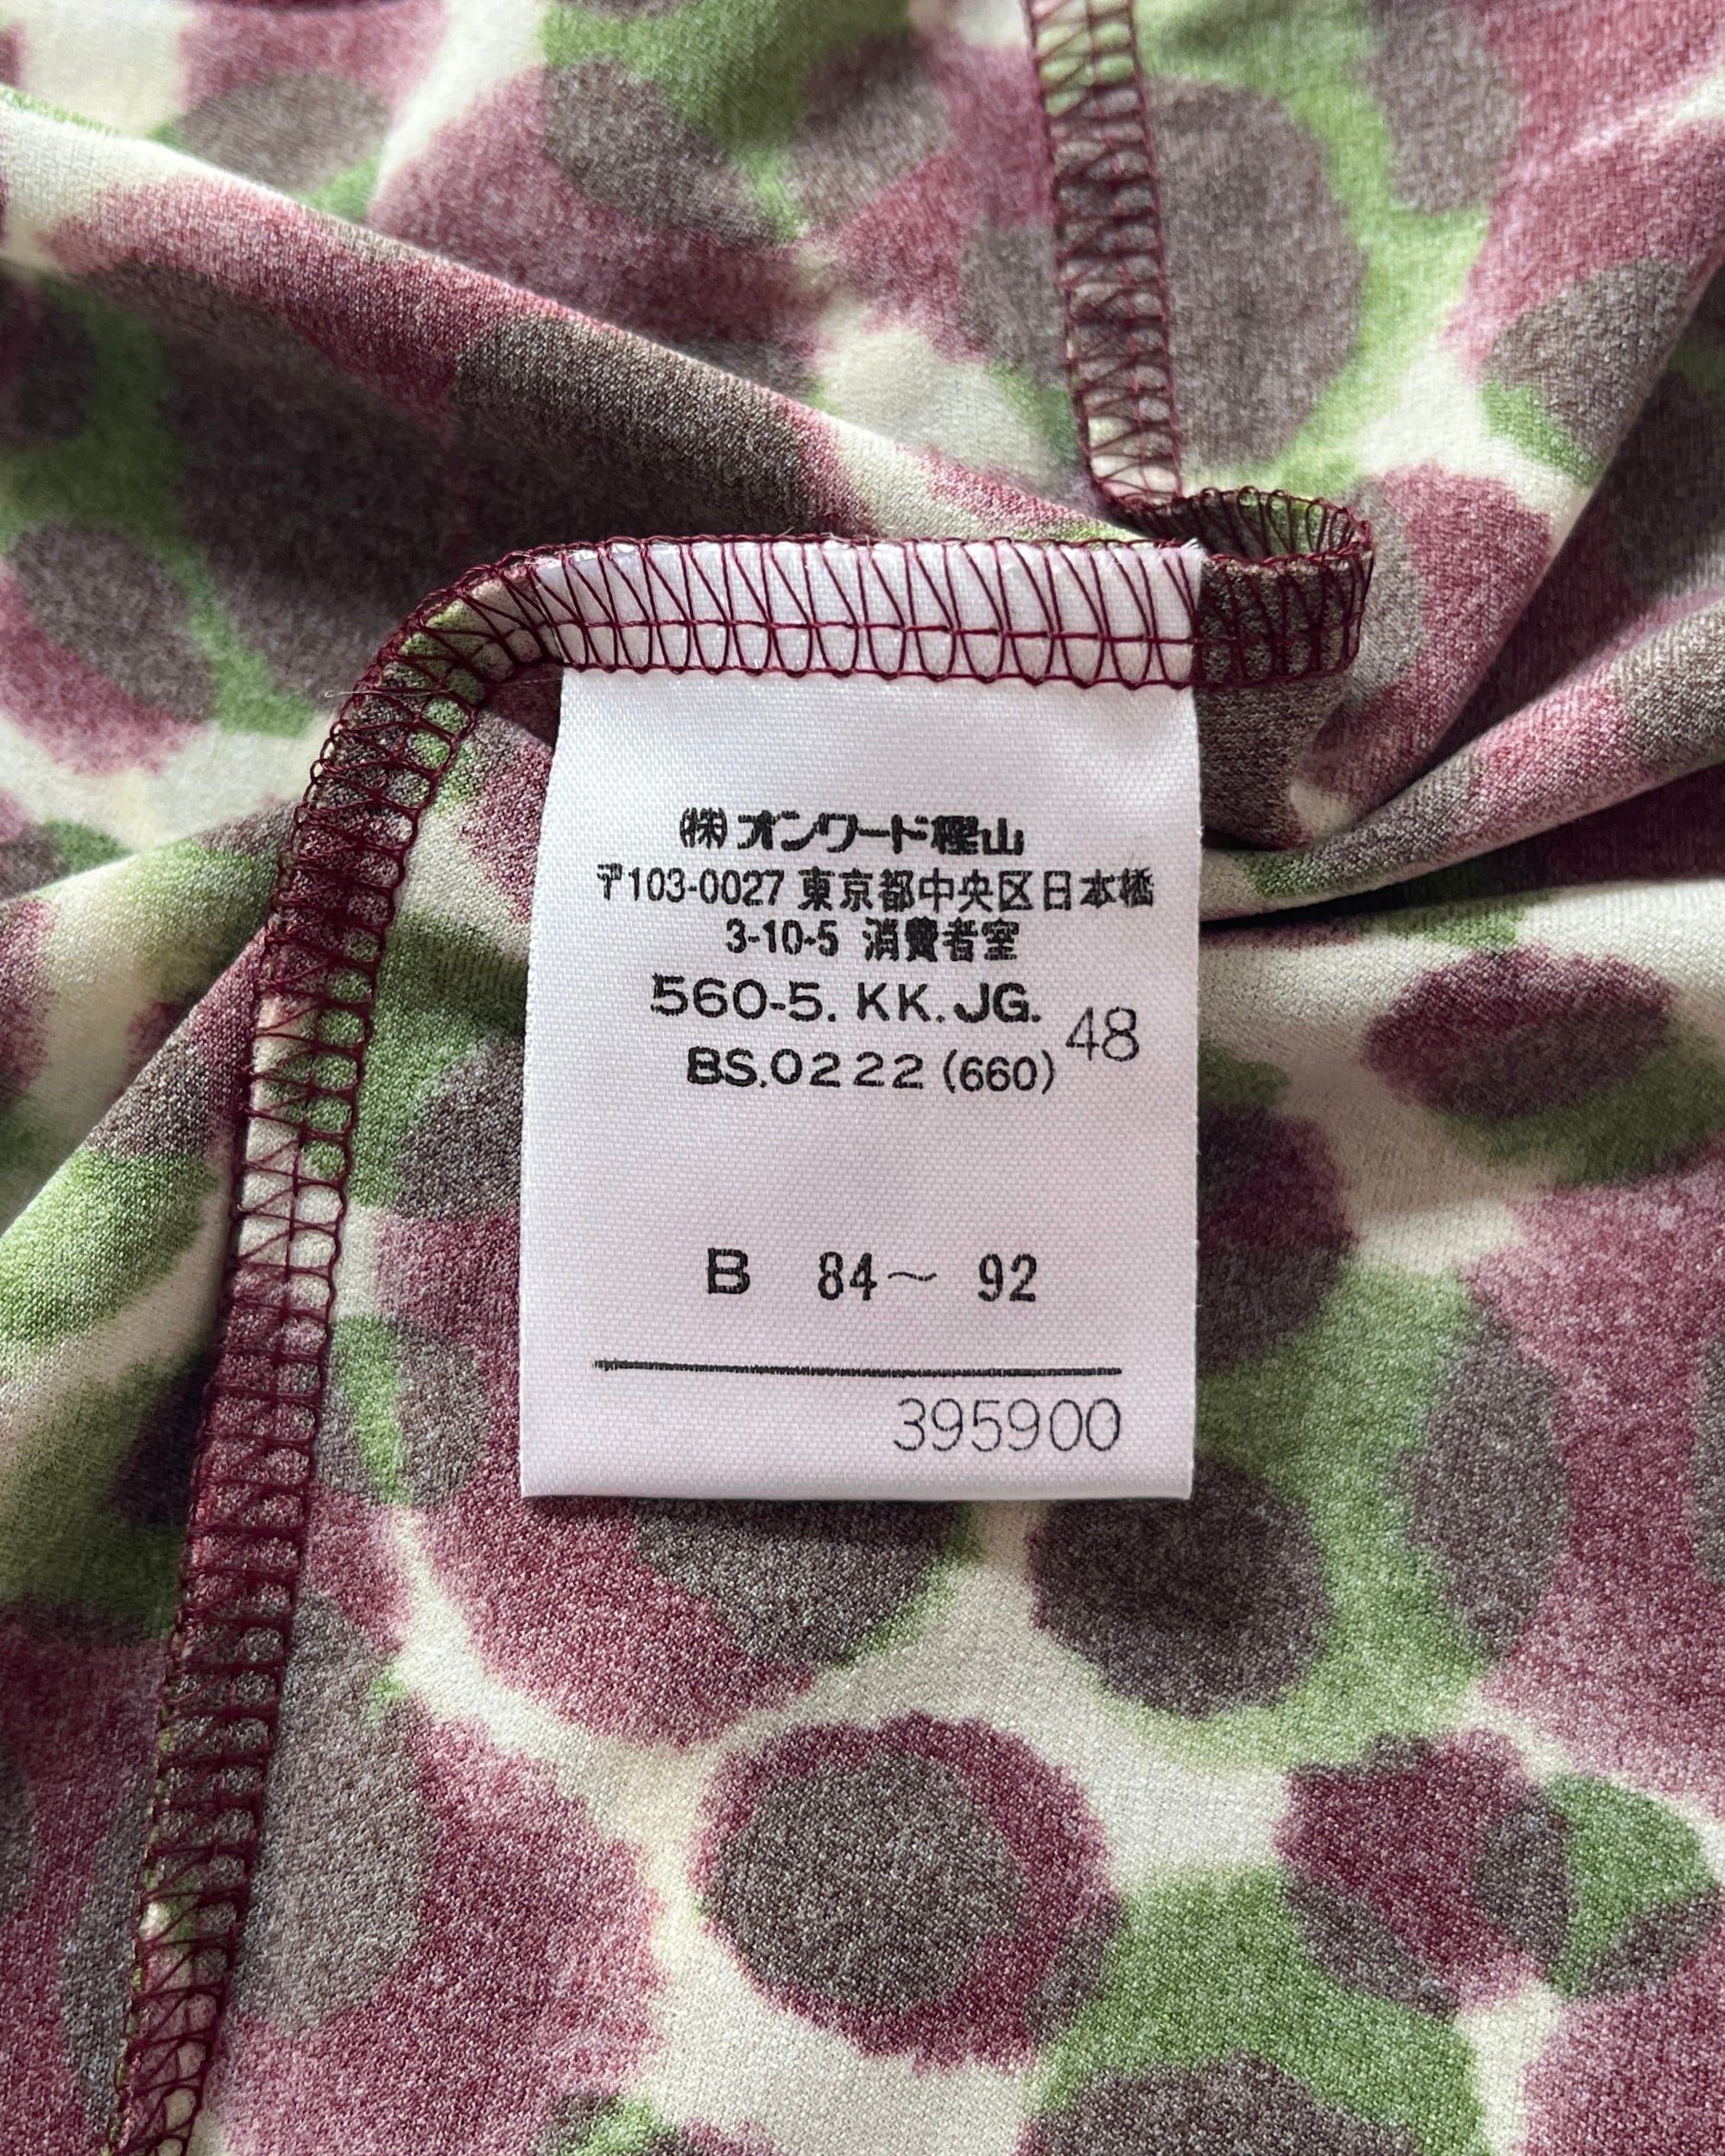 ㈱オンワード樫山
〒103-0027 東京都中央区日本橋
3-10-5 消費者室
560-5. KK. JG.
48
BS.0222 (660)
B 84～ 92
395900